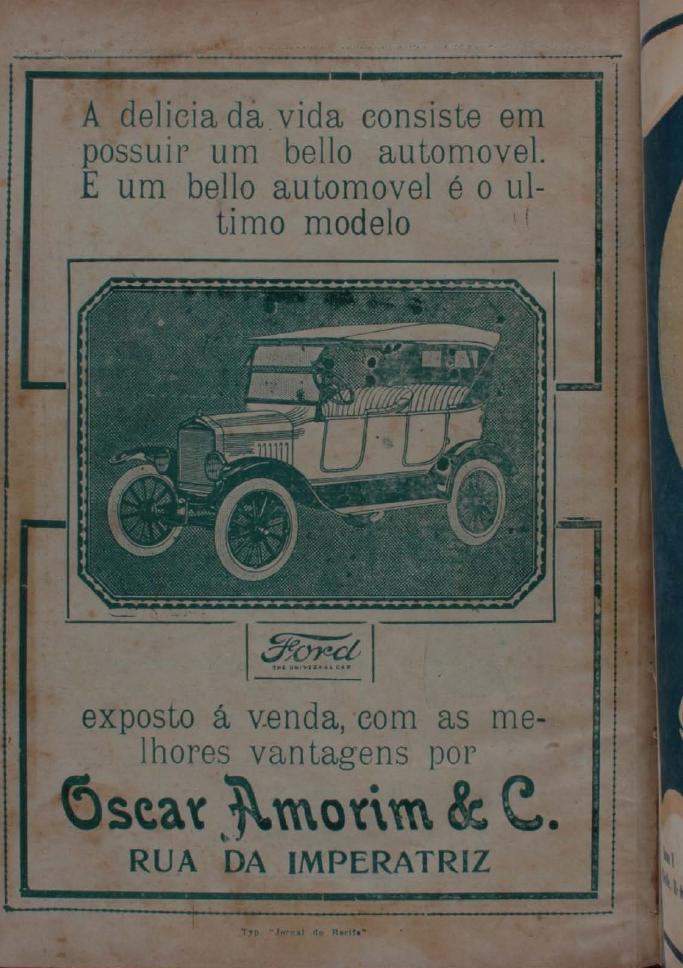 A delicia da vida consiste em
possuir um bello automovel.
E um bello automovel é o ul-
timo modelo
Ford
THE UNIVERSAL CAR
exposto á venda, com as me-
lhores vantagens por
Oscar Amorim & C.
RUA DA IMPERATRIZ
Typ. "Jornal do Recife"